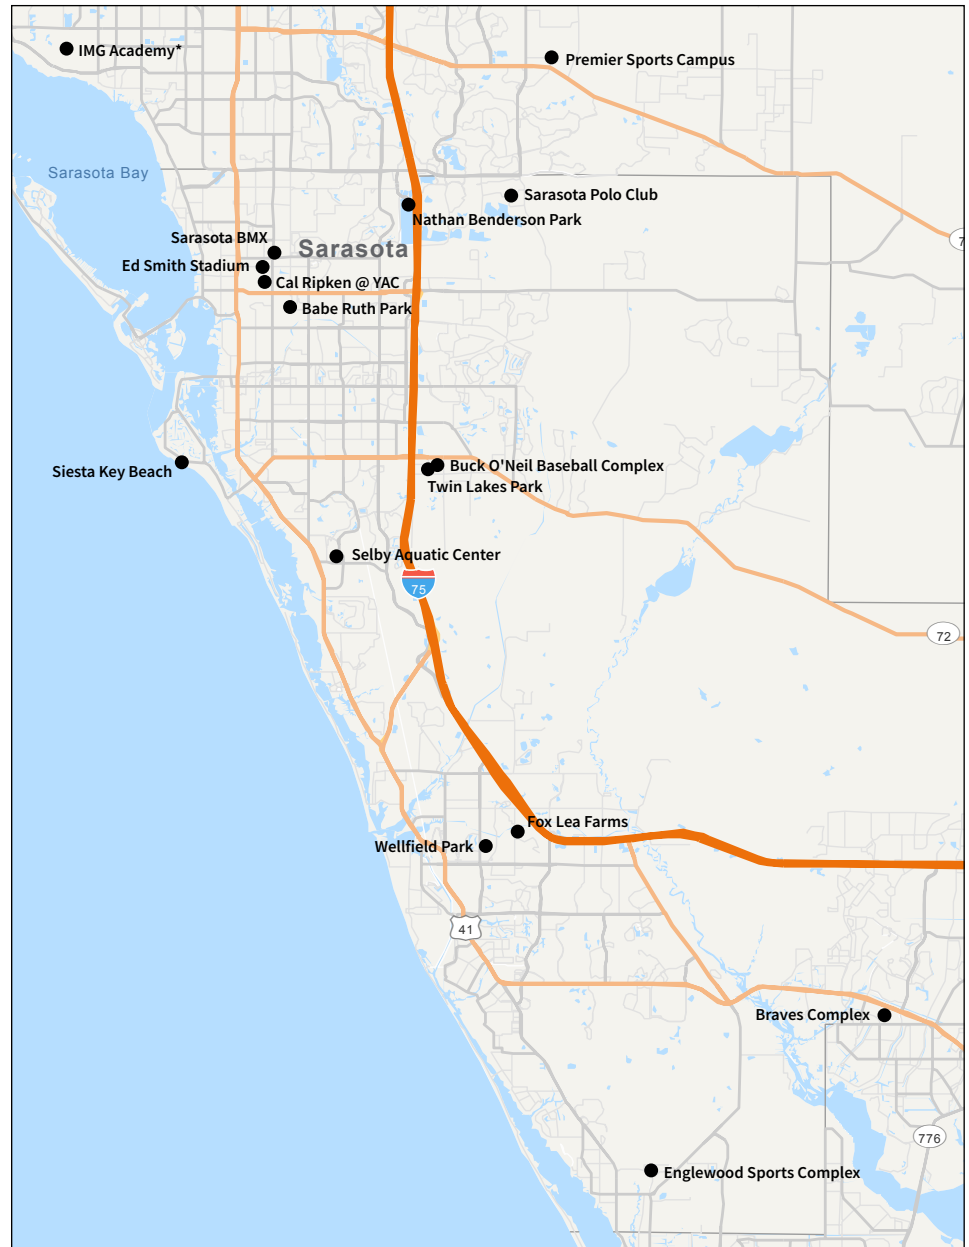 IMG Academy*
Premier Sports Campus
Sarasota Bay
Sarasota Polo Club
Nathan Benderson Park
Sarasota BMX
Sarasota
7
Ed Smith Stadium
Cal Ripken @ YAC
Babe Ruth Park
Buck O'Neil Baseball Complex
Siesta Key Beach
Twin Lakes Park
Selby Aquatic Center
75
72
Fox Lea Farms
Wellfield Park
41
Braves Complex
776
Englewood Sports Complex